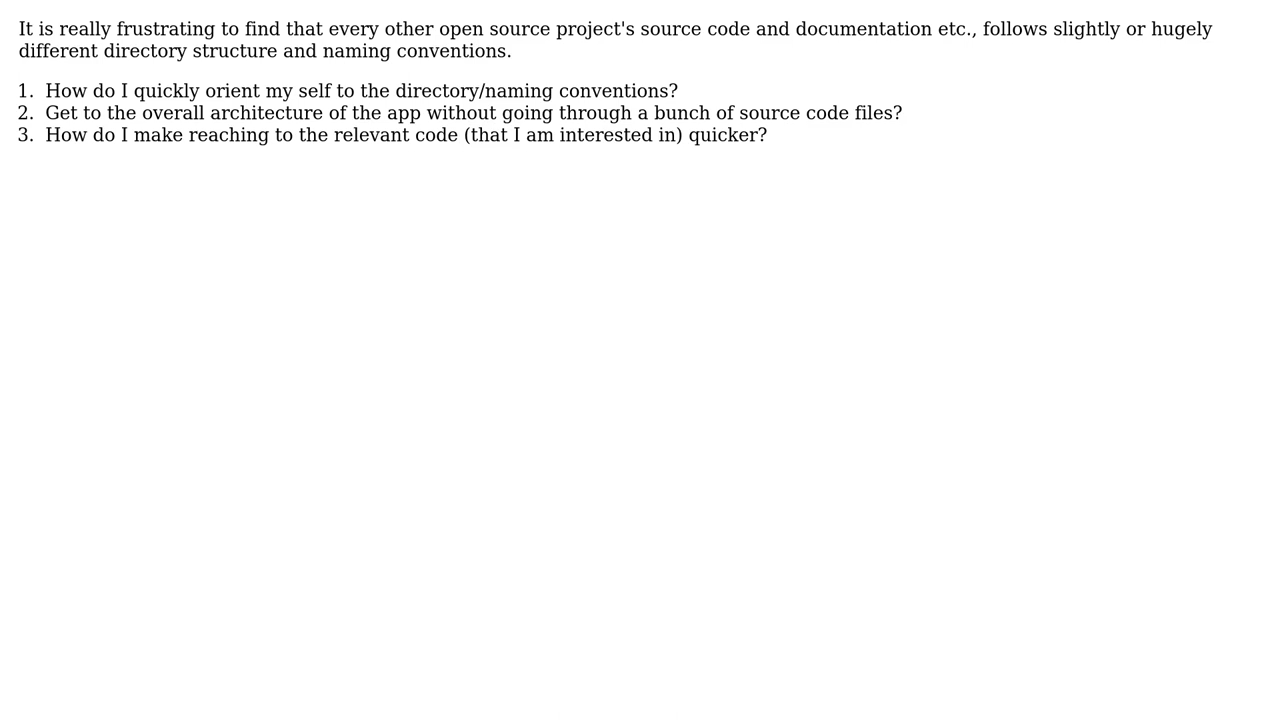 It is really frustrating to find that every other open source project's source code and documentation etc., follows slightly or hugely
different directory structure and naming conventions.
1. How do I quickly orient my self to the directory/naming conventions?
2. Get to the overall architecture of the app without going through a bunch of source code files?
3. How do I make reaching to the relevant code (that I am interested in) quicker?